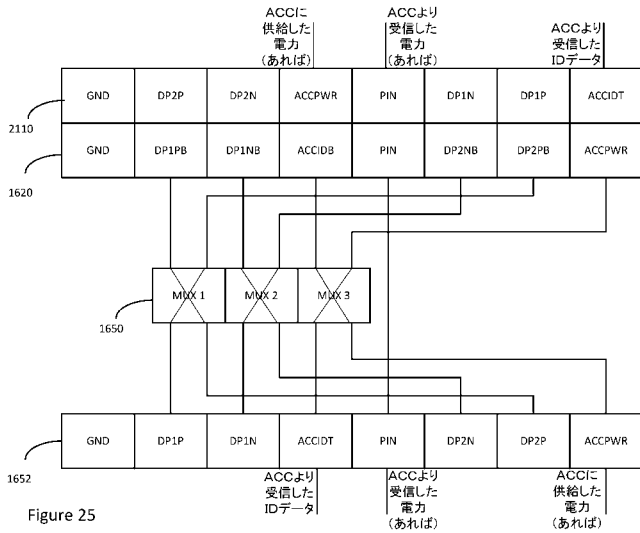 ACCに
供給した
電力
(あれば)
ACCより
受信した
電力
(あれば)
ACCより
受信した
IDデータ
GND DP2P DP2N ACCPWR PIN DP1N DP1P ACCIDT
2110
GND DP1PB DP1NB ACCIDB PIN DP2NB DP2PB ACCPWR
1620
MUX 1 MUX 2 MUX 3
1650
GND DP1P DP1N ACCIDT PIN DP2N DP2P ACCPWR
1652
ACCより
受信した
IDデータ
ACCより
受信した
電力
(あれば)
ACCに
供給した
電力
(あれば)
Figure 25